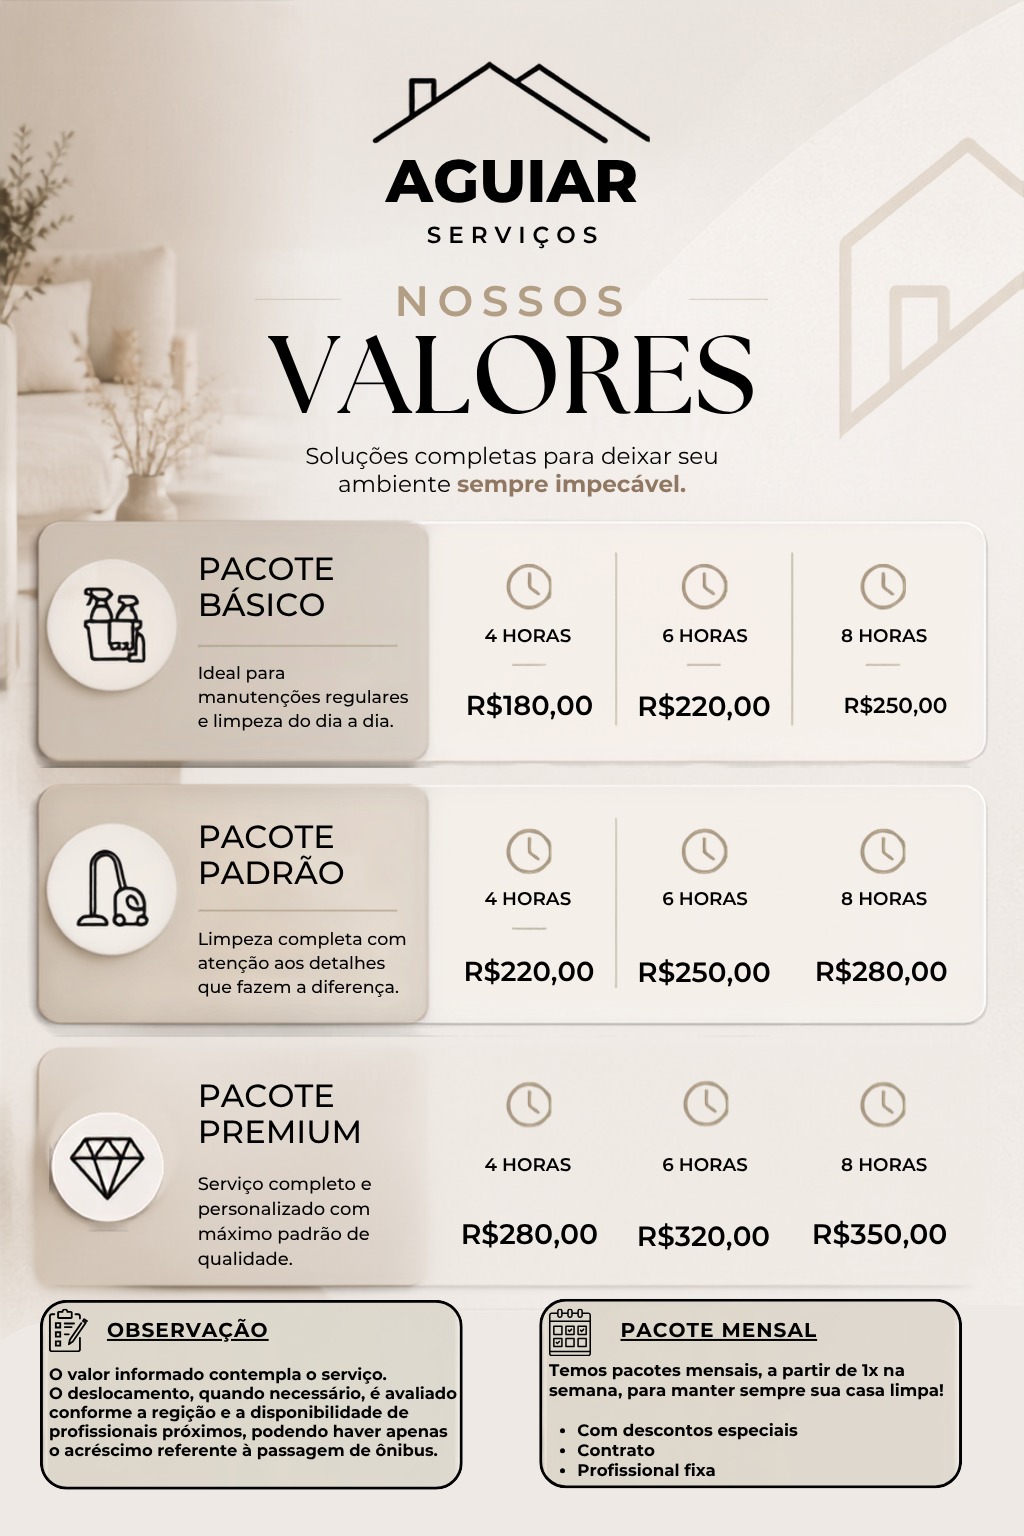 AGUIAR
SERVIÇOS
NOSSOS
VALORES
Soluções completas para deixar seu
ambiente sempre impecável.
PACOTE
BÁSICO
Ideal para
manutenções regulares
e limpeza do dia a dia.
4 HORAS
R$180,00
6 HORAS
R$220,00
8 HORAS
R$250,00
PACOTE
PADRÃO
Limpeza completa com
atenção aos detalhes
que fazem a diferença.
4 HORAS
R$220,00
6 HORAS
R$250,00
8 HORAS
R$280,00
PACOTE
PREMIUM
Serviço completo e
personalizado com
máximo padrão de
qualidade.
4 HORAS
R$280,00
6 HORAS
R$320,00
8 HORAS
R$350,00
OBSERVAÇÃO
O valor informado contempla o serviço.
O deslocamento, quando necessário, é avaliado
conforme a regição e a disponibilidade de
profissionais próximos, podendo haver apenas
o acréscimo referente à passagem de ônibus.
PACOTE MENSAL
Temos pacotes mensais, a partir de 1x na
semana, para manter sempre sua casa limpa!
• Com descontos especiais
• Contrato
• Profissional fixa